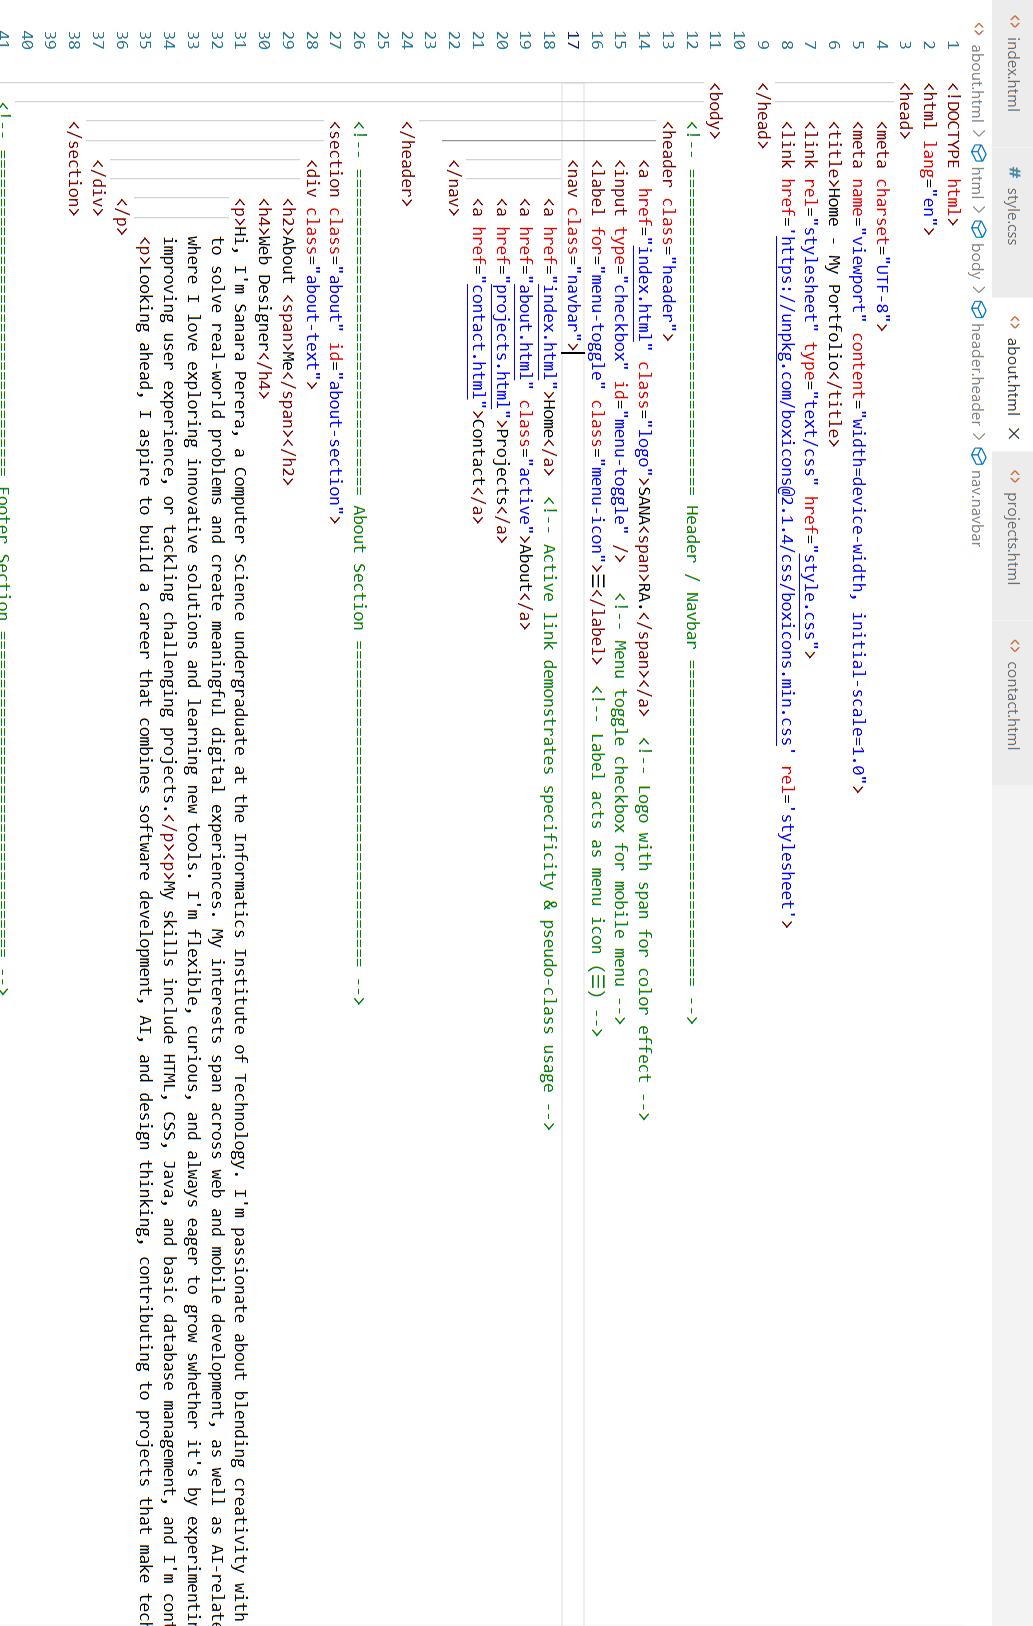 index.html
style.css
about.html
projects.html
contact.html
about.html > html > body > header.header > nav.navbar
1 <!DOCTYPE html>
2 <html lang="en">
3 <head>
4 <meta charset="UTF-8">
5 <meta name="viewport" content="width=device-width, initial-scale=1.0">
6 <title>Home - My Portfolio</title>
7 <link rel="stylesheet" type="text/css" href="style.css">
8 <link href='https://unpkg.com/boxicons@2.1.4/css/boxicons.min.css' rel='stylesheet'>
9 </head>
10
11 <body>
12 <!-- ==================== Header / Navbar ==================== -->
13 <header class="header">
14 <a href="index.html" class="logo">SANA<span>RA.</span></a> <!-- Logo with span for color effect -->
15 <input type="checkbox" id="menu-toggle" /> <!-- Menu toggle checkbox for mobile menu -->
16 <label for="menu-toggle" class="menu-icon">☰</label> <!-- Label acts as menu icon (☰) -->
17 <nav class="navbar">
18 <a href="index.html">Home</a> <!-- Active link demonstrates specificity & pseudo-class usage -->
19 <a href="about.html" class="active">About</a>
20 <a href="projects.html">Projects</a>
21 <a href="contact.html">Contact</a>
22 </nav>
23
24 </header>
25
26 <!-- ==================== About Section ==================== -->
27 <section class="about" id="about-section">
28 <div class="about-text">
29 <h2>About <span>Me</span></h2>
30 <h4>Web Designer</h4>
31 <p>Hi, I'm Sanara Perera, a Computer Science undergraduate at the Informatics Institute of Technology. I'm passionate about blending creativity with
32 to solve real-world problems and create meaningful digital experiences. My interests span across web and mobile development, as well as AI-relate
33 where I love exploring innovative solutions and learning new tools. I'm flexible, curious, and always eager to grow swhether it's by experimentin
34 improving user experience, or tackling challenging projects.</p><p>My skills include HTML, CSS, Java, and basic database management, and I'm cont
35 <p>Looking ahead, I aspire to build a career that combines software development, AI, and design thinking, contributing to projects that make tech
36 </p>
37 </div>
38 </section>
39
40
41 <!-- ==================== Footer Section ==================== -->